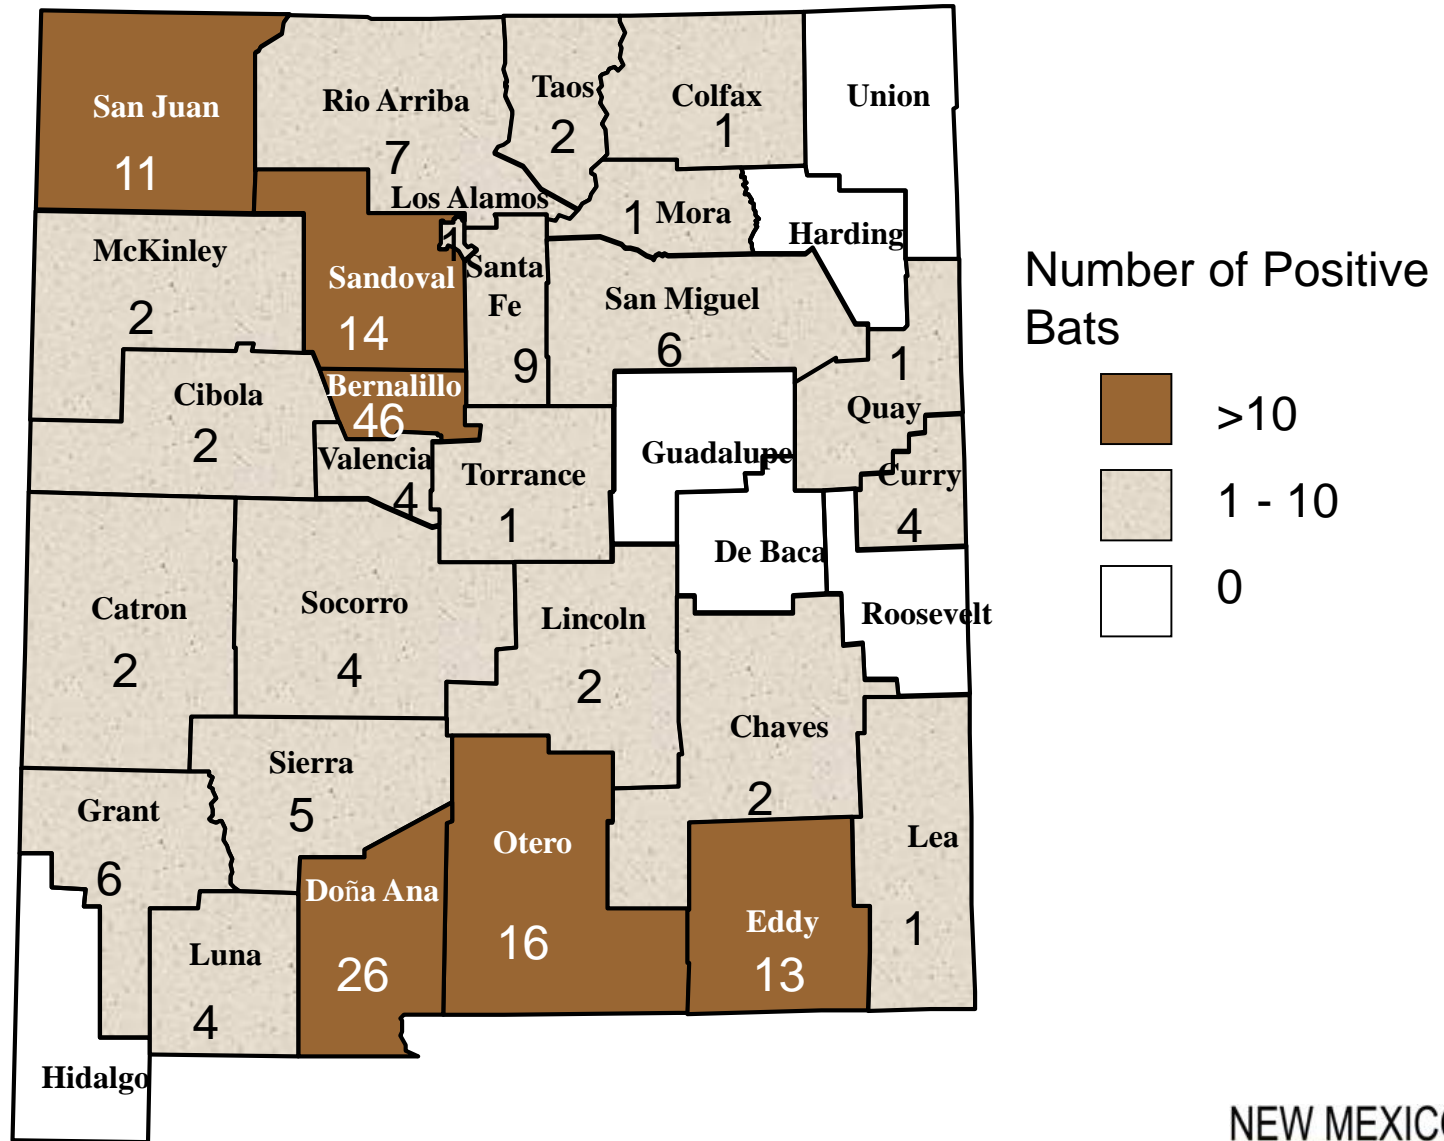 San Juan
11
Rio Arriba
7
Taos
2
Colfax
1
Union
Los Alamos
1
1 Mora
Harding
McKinley
2
Sandoval
14
Santa
Fe
9
San Miguel
6
1
Quay
Cibola
2
Bernalillo
46
Valencia
4
Torrance
1
Guadalupe
Curry
4
De Baca
Roosevelt
Catron
2
Socorro
4
Lincoln
2
Chaves
2
Sierra
5
Grant
6
Otero
16
Lea
1
Doña Ana
26
Eddy
13
Luna
4
Hidalgo
Number of Positive
Bats
>10
1 - 10
0
NEW MEXICO